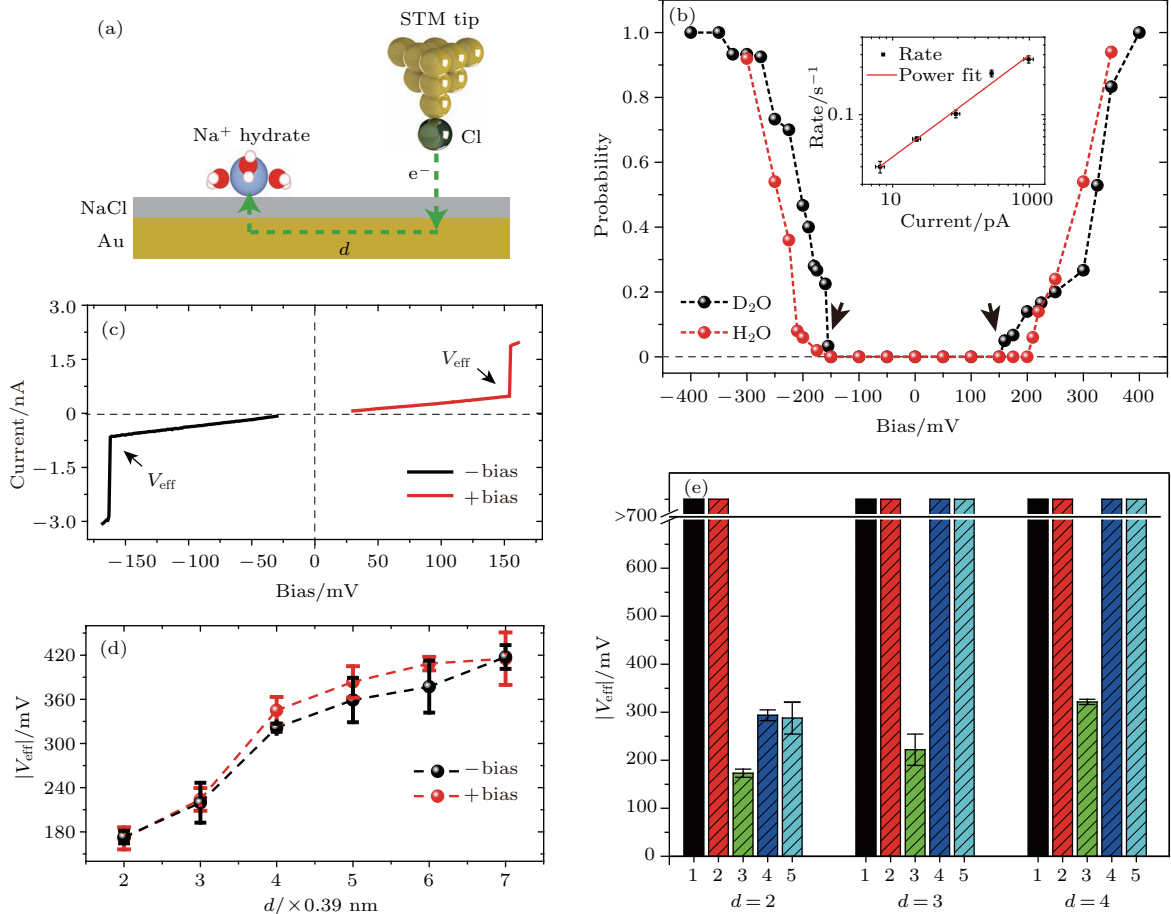 (a)
STM tip
Na⁺ hydrate
Cl
e⁻
NaCl
Au
d
(b)
Probability
1.0
0.8
0.6
0.4
0.2
0
Rate
Power fit
Rate/s⁻¹
0.1
10
1000
Current/pA
D₂O
H₂O
−400 −300 −200 −100 0 100 200 300 400
Bias/mV
(c)
Current/nA
3.0
1.5
0
−1.5
−3.0
V_eff
V_eff
−bias
+bias
−150 −100 −50 0 50 100 150
Bias/mV
(d)
|V_eff|/mV
420
360
300
240
180
−bias
+bias
2 3 4 5 6 7
d/×0.39 nm
(e)
|V_eff|/mV
>700
600
500
400
300
200
100
0
1 2 3 4 5 1 2 3 4 5 1 2 3 4 5
d=2 d=3 d=4